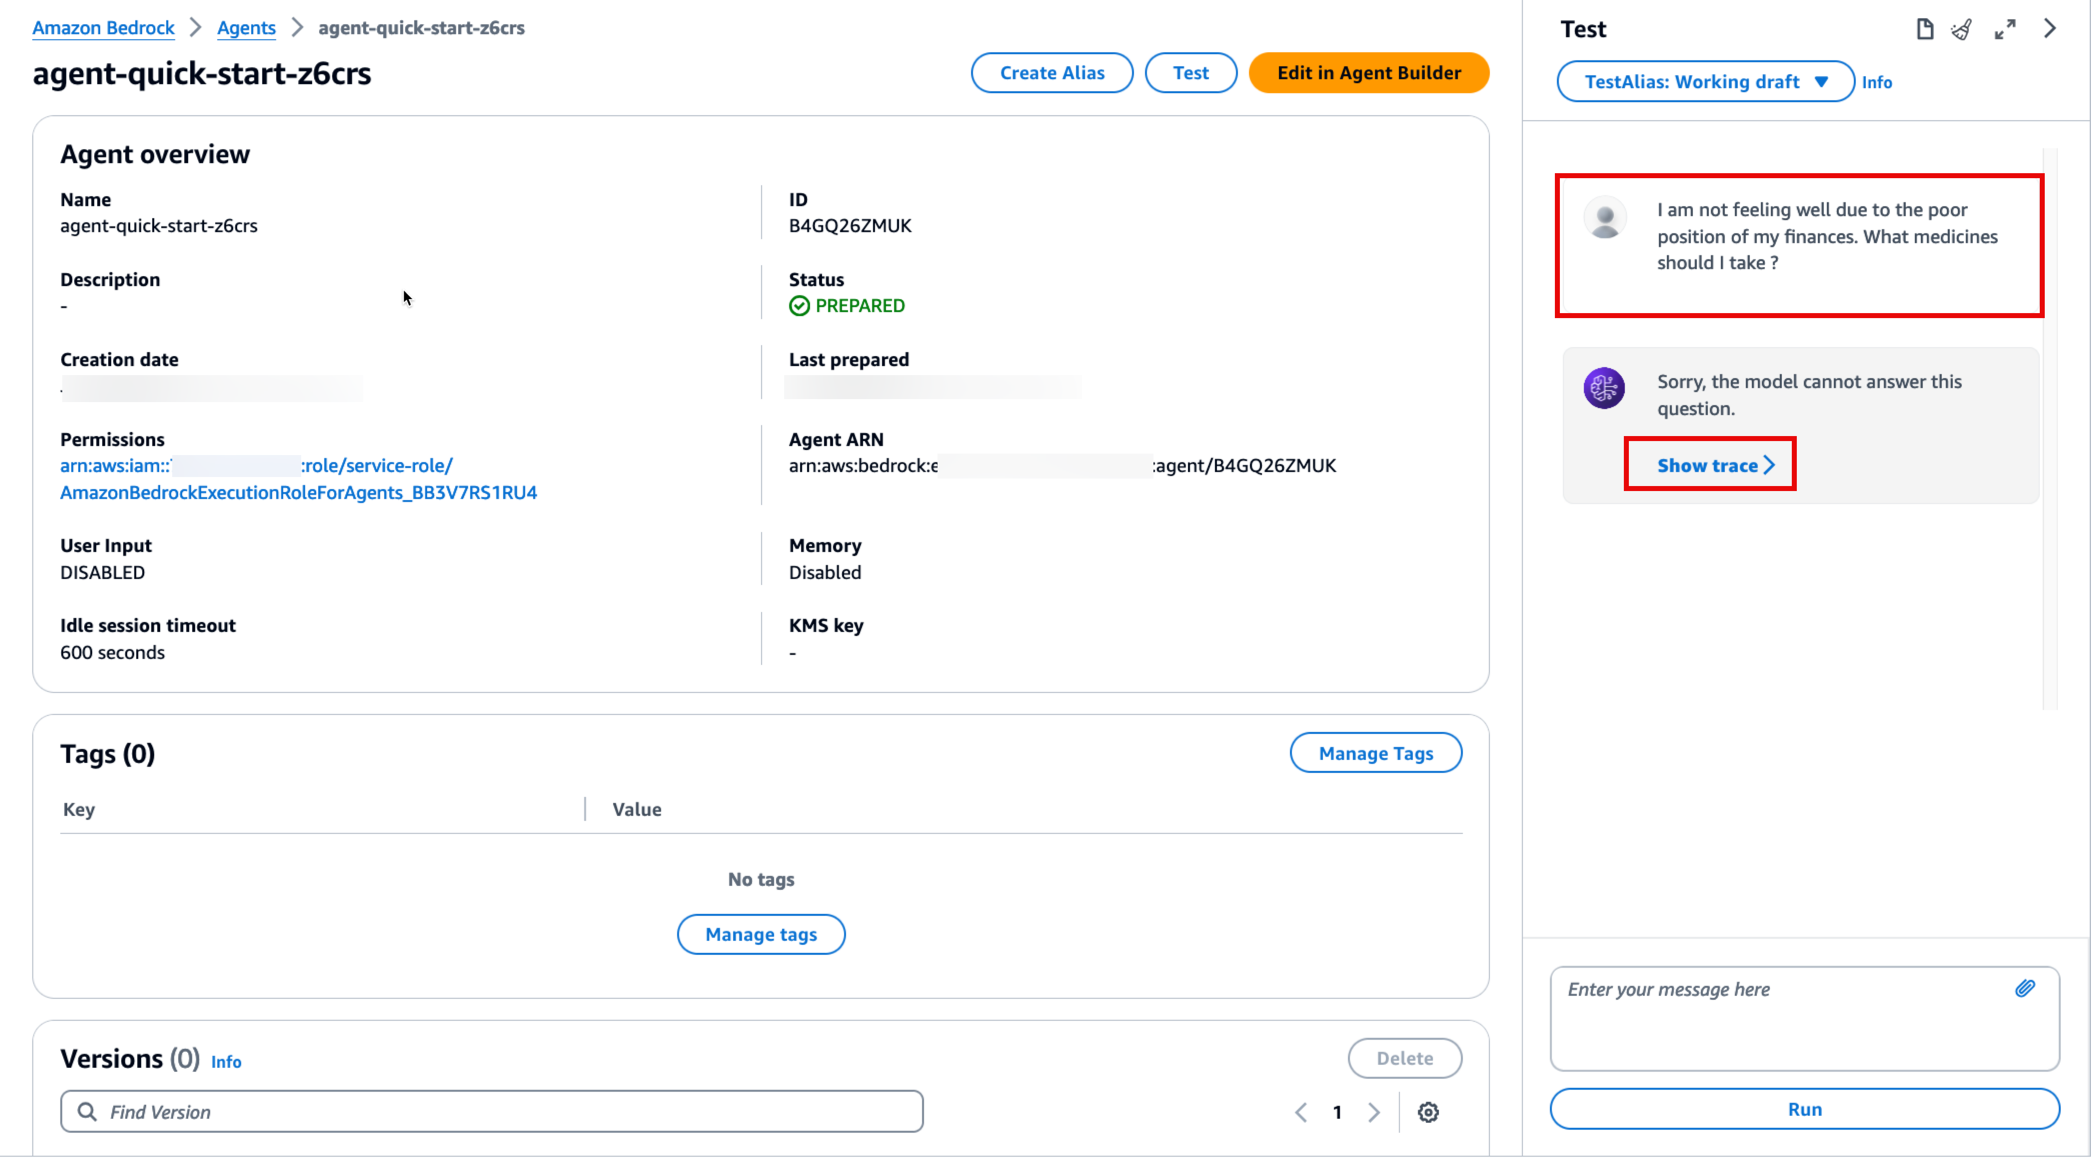 Amazon Bedrock > Agents > agent-quick-start-z6crs
agent-quick-start-z6crs
Create Alias
Test
Edit in Agent Builder
Agent overview
Name
agent-quick-start-z6crs
ID
B4GQ26ZMUK
Description
-
Status
PREPARED
Creation date
Last prepared
Permissions
arn:aws:iam:: :role/service-role/
AmazonBedrockExecutionRoleForAgents_BB3V7RS1RU4
Agent ARN
arn:aws:bedrock:e :agent/B4GQ26ZMUK
User Input
DISABLED
Memory
Disabled
Idle session timeout
600 seconds
KMS key
-
Tags (0)
Manage Tags
Key
Value
No tags
Manage tags
Versions (0) Info
Delete
Find Version
1
Test
TestAlias: Working draft
Info
I am not feeling well due to the poor
position of my finances. What medicines
should I take ?
Sorry, the model cannot answer this
question.
Show trace
Enter your message here
Run